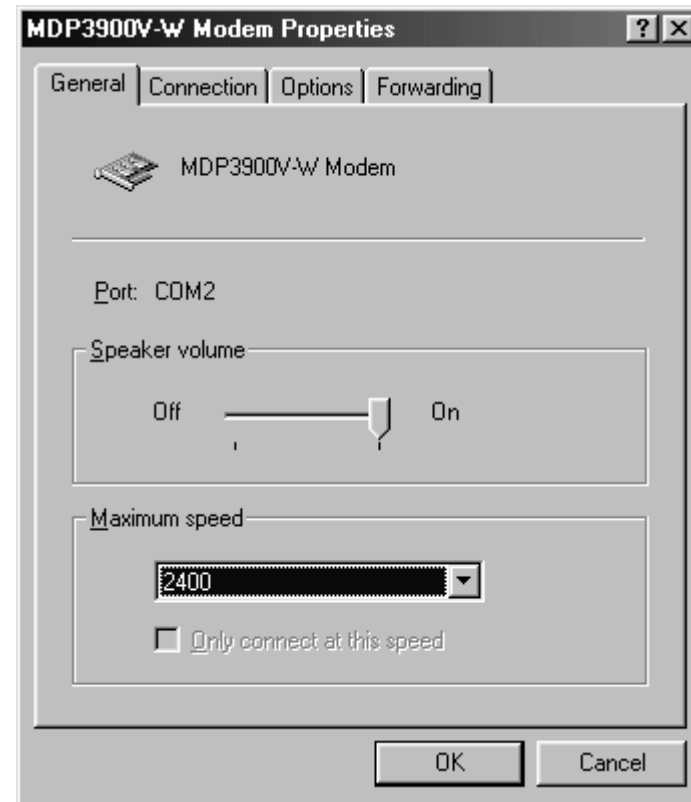 MDP3900V-W Modem Properties ? ×
General Connection Options Forwarding
MDP3900V-W Modem
Port: COM2
Speaker volume
Off On
Maximum speed
2400
Only connect at this speed
OK Cancel